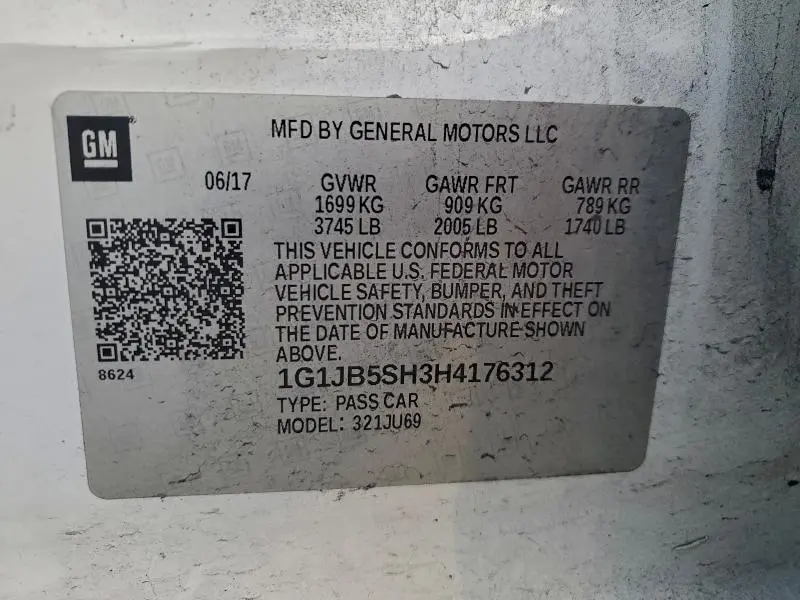 GM
MFD BY GENERAL MOTORS LLC
06/17 GVWR GAWR FRT GAWR RR
1699 KG 909 KG 789 KG
3745 LB 2005 LB 1740 LB
THIS VEHICLE CONFORMS TO ALL
APPLICABLE U.S. FEDERAL MOTOR
VEHICLE SAFETY, BUMPER, AND THEFT
PREVENTION STANDARDS IN EFFECT ON
THE DATE OF MANUFACTURE SHOWN
ABOVE.
8624
1G1JB5SH3H4176312
TYPE: PASS CAR
MODEL: 321JU69